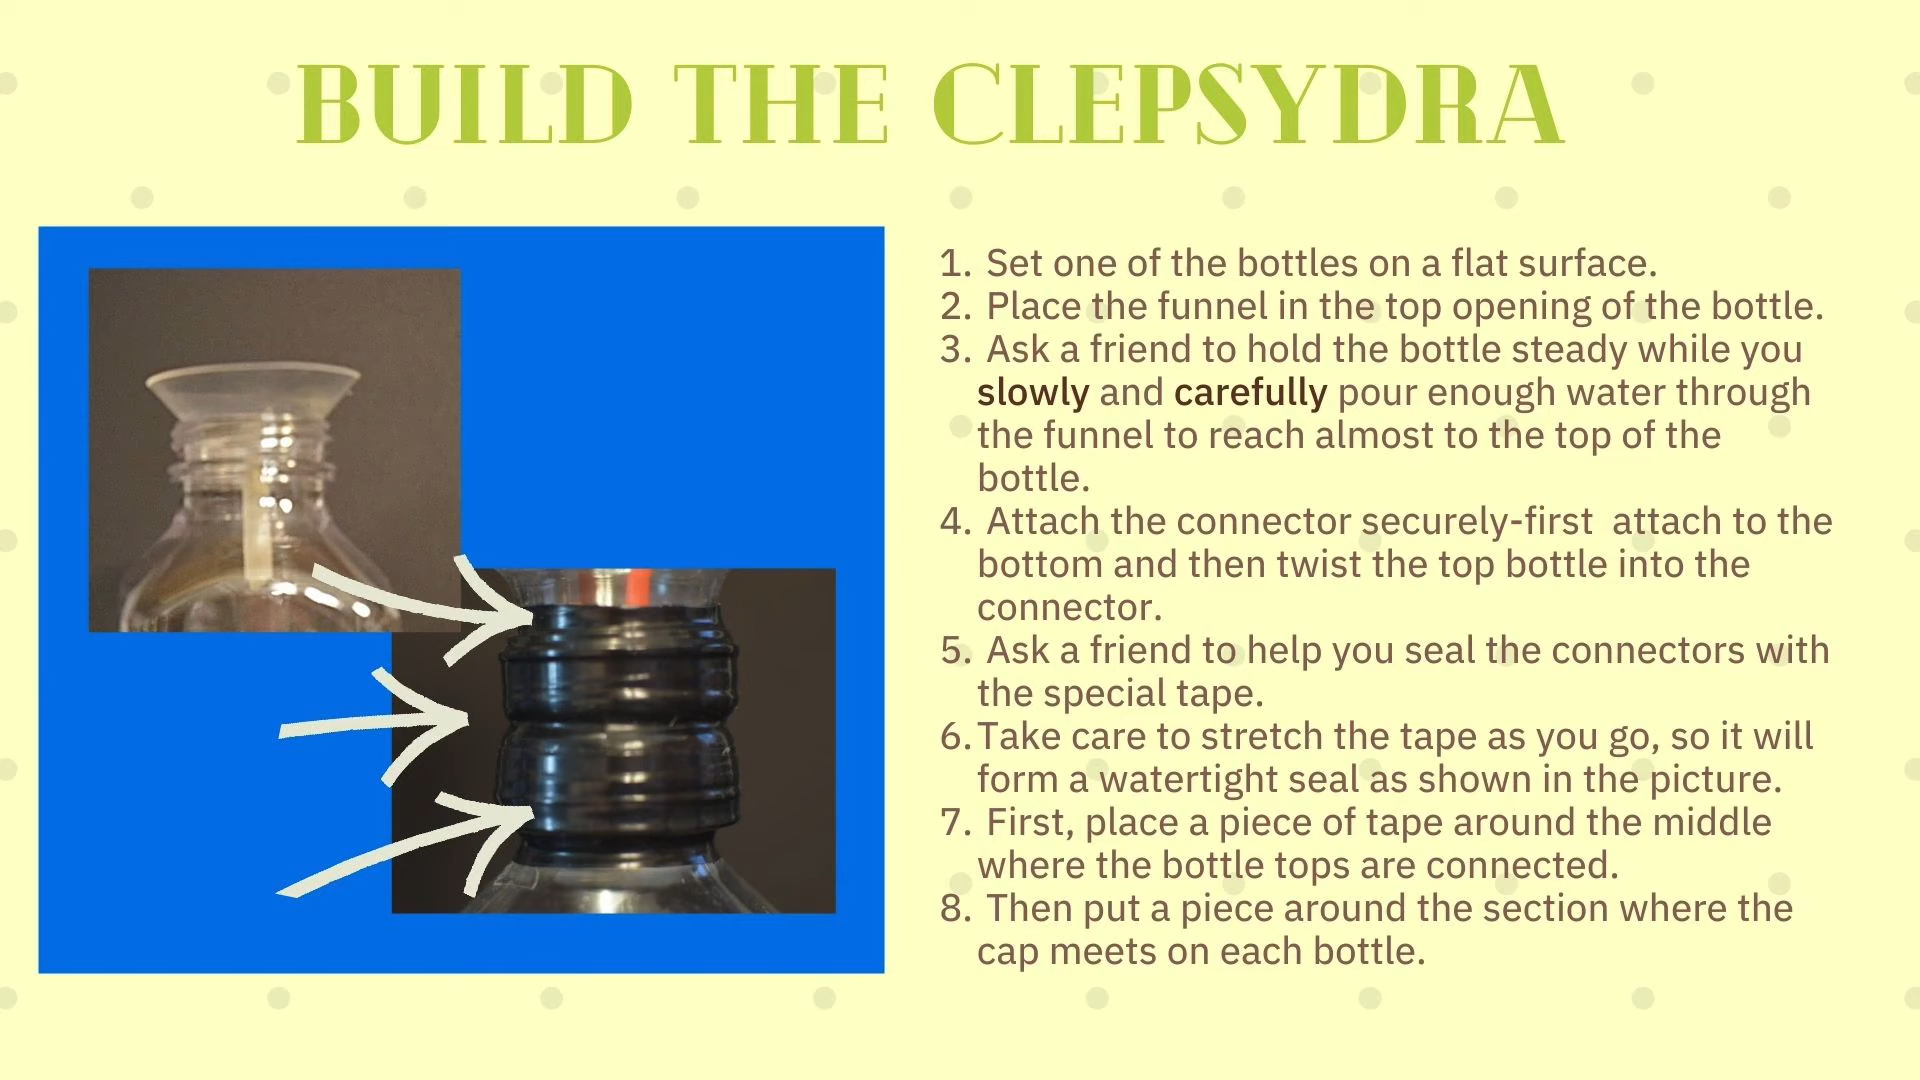 BUILD THE CLEPSYDRA
1. Set one of the bottles on a flat surface.
2. Place the funnel in the top opening of the bottle.
3. Ask a friend to hold the bottle steady while you
slowly and carefully pour enough water through
the funnel to reach almost to the top of the
bottle.
4. Attach the connector securely-first  attach to the
bottom and then twist the top bottle into the
connector.
5. Ask a friend to help you seal the connectors with
the special tape.
6. Take care to stretch the tape as you go, so it will
form a watertight seal as shown in the picture.
7. First, place a piece of tape around the middle
where the bottle tops are connected.
8. Then put a piece around the section where the
cap meets on each bottle.